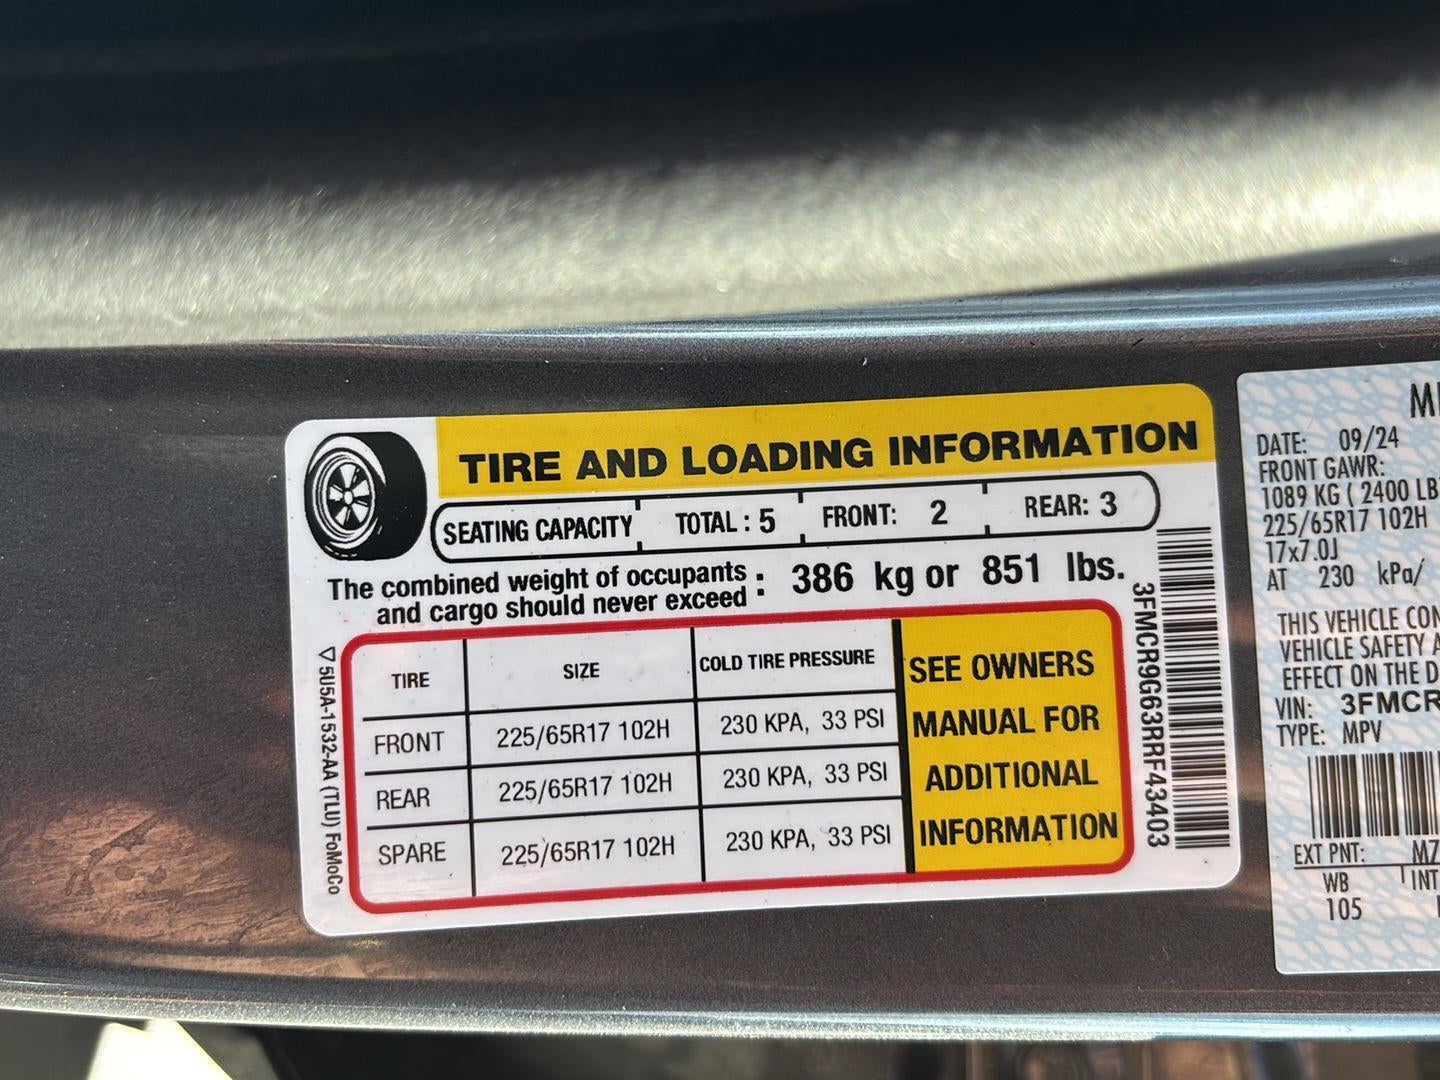 TIRE AND LOADING INFORMATION
SEATING CAPACITY TOTAL : 5 FRONT: 2 REAR: 3
The combined weight of occupants
and cargo should never exceed : 386 kg or 851 lbs.
TIRE SIZE COLD TIRE PRESSURE
FRONT 225/65R17 102H 230 KPA, 33 PSI
REAR 225/65R17 102H 230 KPA, 33 PSI
SPARE 225/65R17 102H 230 KPA, 33 PSI
SEE OWNERS
MANUAL FOR
ADDITIONAL
INFORMATION
5U5A-1532-AA (TLU) FoMoCo
3FMCR9G63RRF43403
DATE: 09/24
FRONT GAWR:
1089 KG ( 2400 LB
225/65R17 102H
17x7.0J
AT 230 kPa/
THIS VEHICLE CON
VEHICLE SAFETY A
EFFECT ON THE D
VIN: 3FMCR
TYPE: MPV
EXT PNT: MZ
WB INT
105